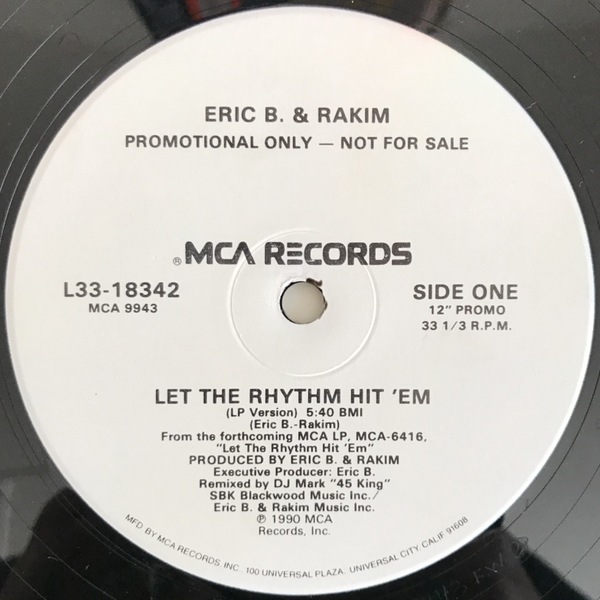 ERIC B. & RAKIM
PROMOTIONAL ONLY — NOT FOR SALE
® MCA RECORDS
L33-18342
MCA 9943
SIDE ONE
12" PROMO
33 1/3 R.P.M.
LET THE RHYTHM HIT 'EM
(LP Version) 5:40 BMI
(Eric B.-Rakim)
From the forthcoming MCA LP, MCA-6416,
"Let The Rhythm Hit 'Em"
PRODUCED BY ERIC B. & RAKIM
Executive Producer: Eric B.
Remixed by DJ Mark "45 King"
SBK Blackwood Music Inc./
Eric B. & Rakim Music Inc.
℗ 1990 MCA
Records, Inc.
MFD. BY MCA RECORDS, INC., 100 UNIVERSAL PLAZA, UNIVERSAL CITY, CALIF. 91608